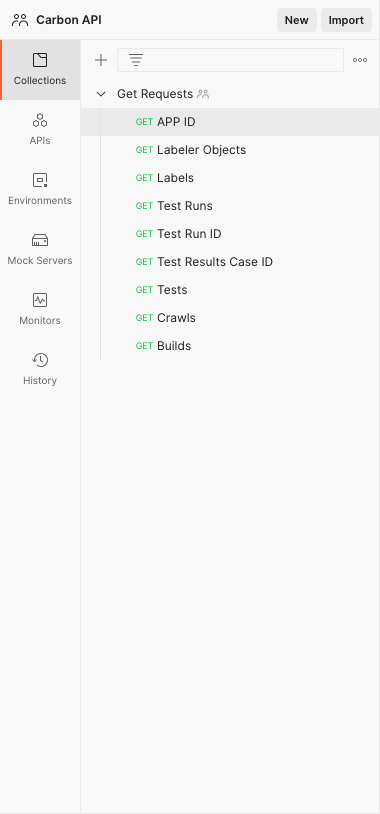 Carbon API
New
Import
Collections
APIs
Environments
Mock Servers
Monitors
History
Get Requests
GET APP ID
GET Labeler Objects
GET Labels
GET Test Runs
GET Test Run ID
GET Test Results Case ID
GET Tests
GET Crawls
GET Builds